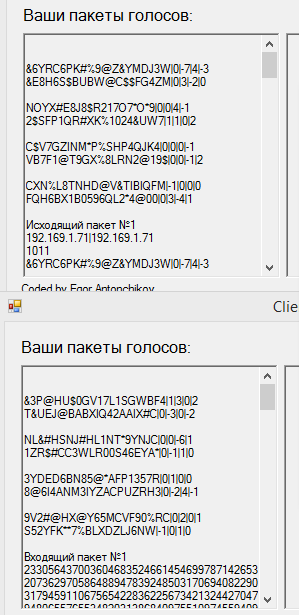 Ваши пакеты голосов:
&6YRC6PK#%9@Z&YMDJ3W|0|-7|4|-3
&E8H6S$BUBW@C$$FG4ZM|0|3|-2|0
NOYX#E8J8$R217O7*O*9|0|0|4|-1
2$SFP1QR#XK%1024&UW7|1|1|0|2
C$V7GZINM*P%SHP4QJK4|0|0|0|-1
VB7F1@T9GX%8LRN2@19$|0|0|-1|2
CXN%L8TNHD@V&TIBIQFM|-1|0|0|0
FQH6BX1B0596QL2*4@00|0|3|-4|1
Исходящий пакет №1
192.169.1.71|192.169.1.71
1011
&6YRC6PK#%9@Z&YMDJ3W|0|-7|4|-3
Coded by Egor Antonchikov
Clie
Ваши пакеты голосов:
&3P@HU$0GV17L1SGWBF4|1|3|0|2
T&UEJ@BABXIQ42AAIX#C|0|-3|0|-2
NL&#HSNJ#HL1NT*9YNJC|0|0|-6|1
1ZR$#CC3WLR00S46EYA*|0|-1|1|0
3YDED6BN85@*AFP1357R|0|1|0|0
8@6I4ANM3IYZACPUZRH3|0|-2|4|-1
9V2#@HX@Y65MCVF90%RC|0|2|0|1
S52YFK**7%BLXDZLJ6NW|-1|0|1|0
Входящий пакет №1
233056437003604683524661454699787142653
207362970586488947839248503170694082290
317945911067565422836225673421324427047